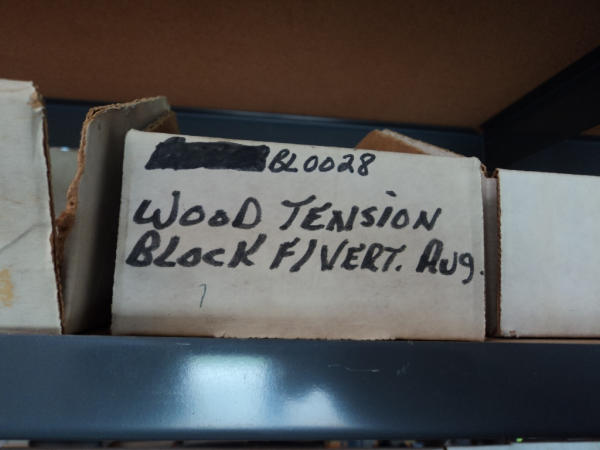 BL0028
WOOD TENSION
BLOCK F/VERT. Aug.